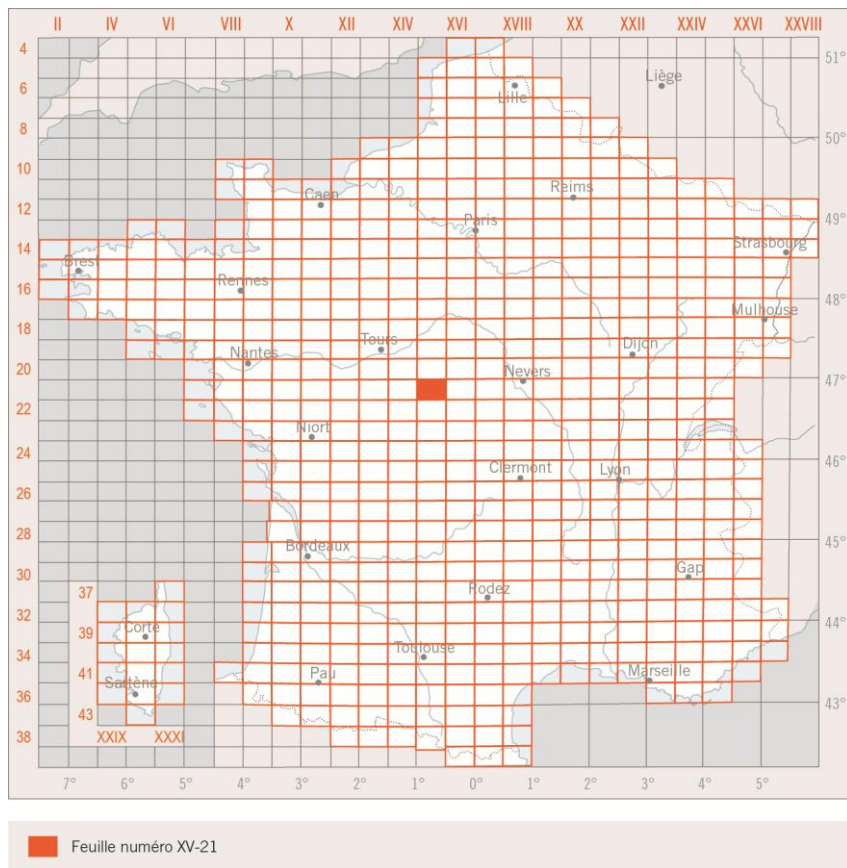 II IV VI VIII X XII XIV XVI XVIII XX XXII XXIV XXVI XXVIII
4
51°
6
Liège
Lille
8
50°
10
Reims
Caen
12
49°
Paris
14
Strasbourg
Brest
16
Rennes
48°
Mulhouse
18
Tours
Dijon
Nantes
20
Nevers
47°
22
Niort
24
46°
Clermont
Lyon
26
45°
28
Bordeaux
30
Gap
37
Rodez
32
44°
39
Corte
34
Toulouse
41
Pau
Marseille
Sartène
36
43°
43
XXIX XXXI
38
7° 6° 5° 4° 3° 2° 1° 0° 1° 2° 3° 4° 5°
Feuille numéro XV-21